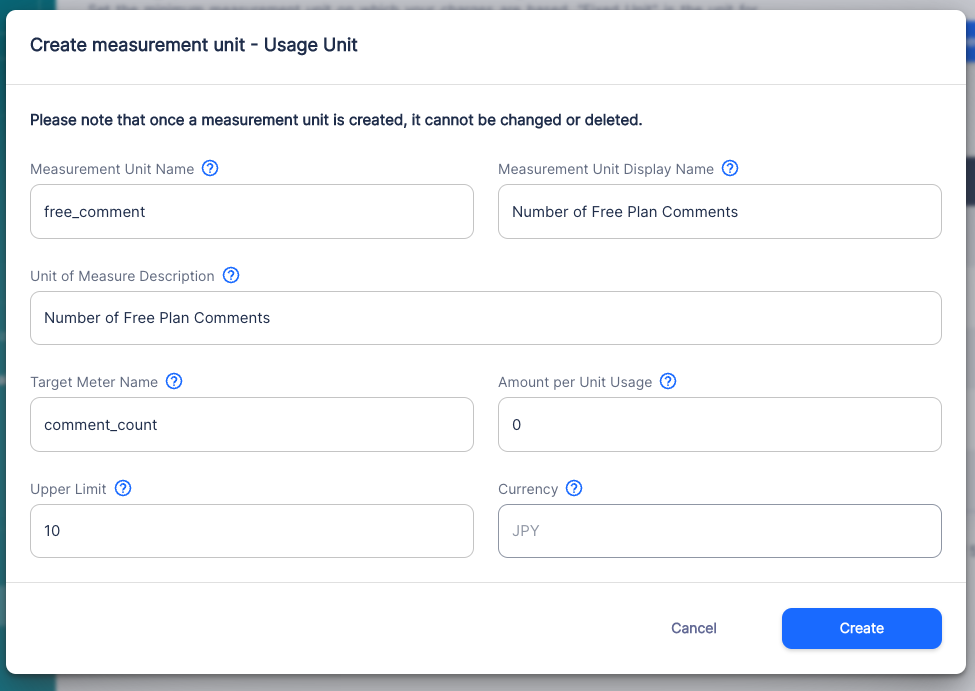 Create measurement unit - Usage Unit
Please note that once a measurement unit is created, it cannot be changed or deleted.
Measurement Unit Name
Measurement Unit Display Name
free_comment
Number of Free Plan Comments
Unit of Measure Description
Number of Free Plan Comments
Target Meter Name
Amount per Unit Usage
comment_count
0
Upper Limit
Currency
10
JPY
Cancel
Create